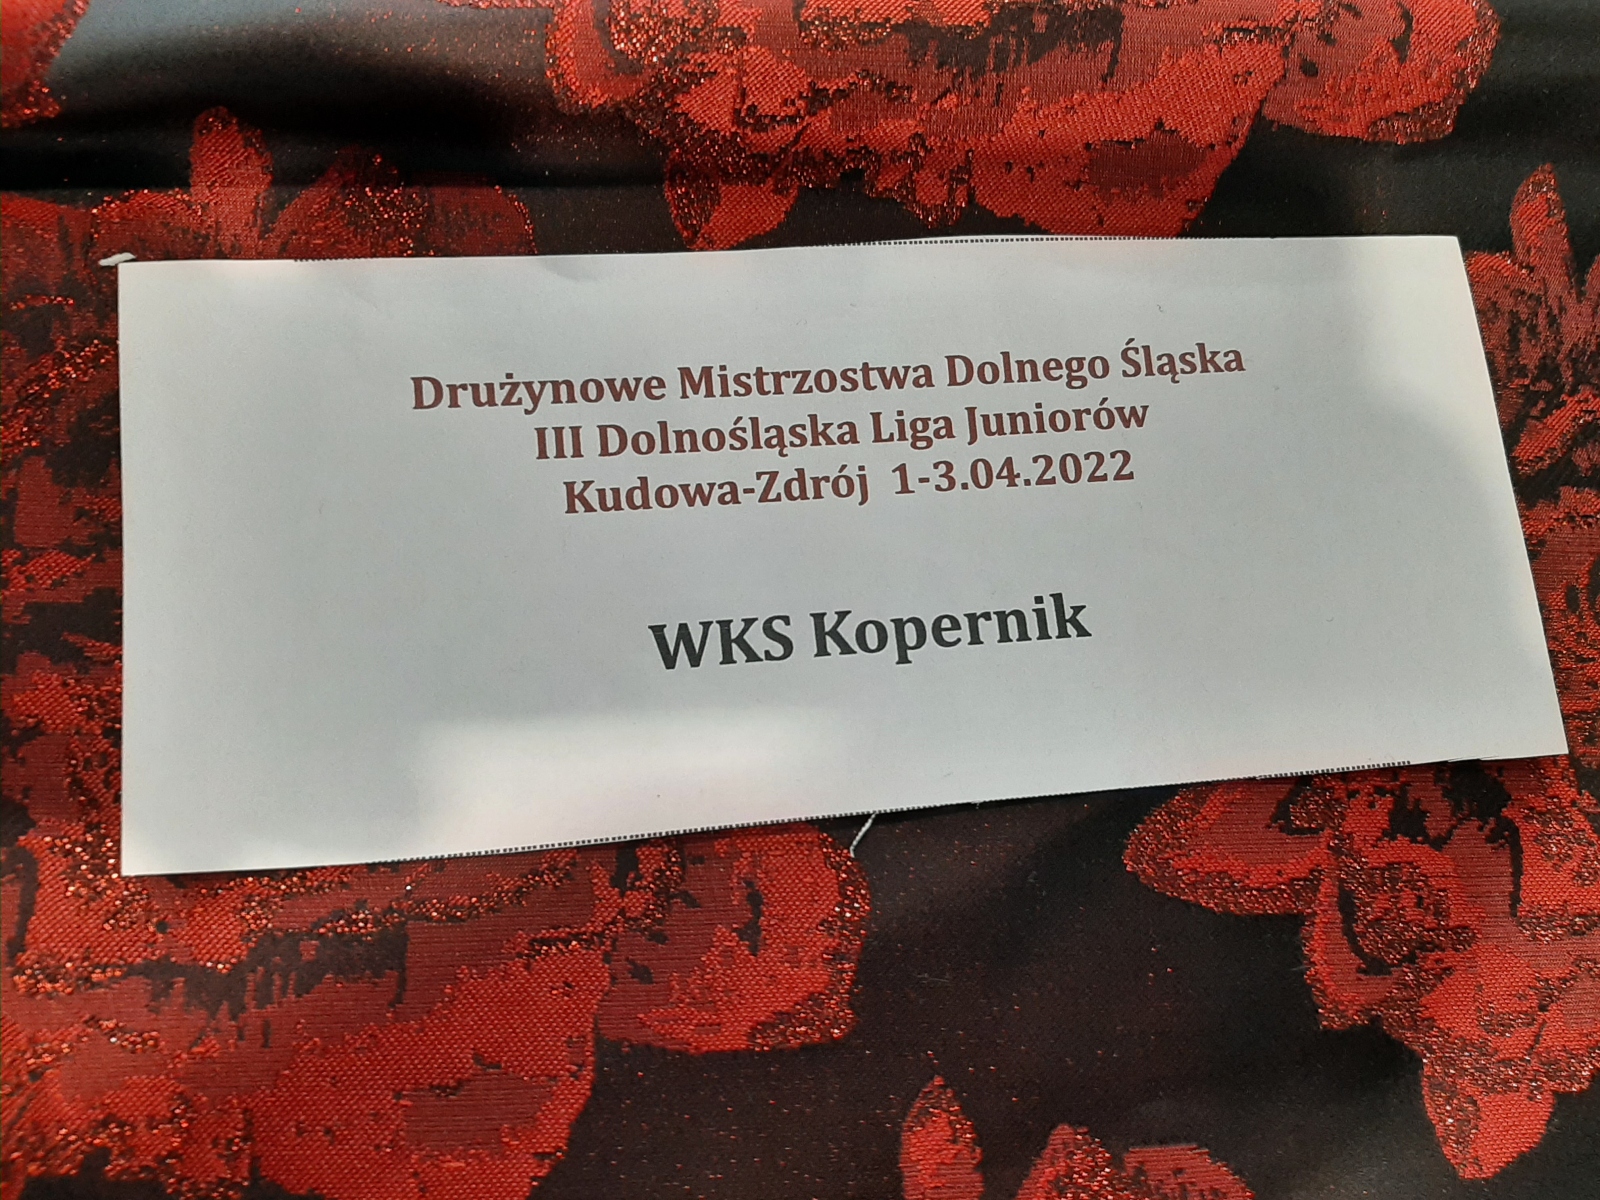 Drużynowe Mistrzostwa Dolnego Śląska
III Dolnośląska Liga Juniorów
Kudowa-Zdrój 1-3.04.2022
WKS Kopernik